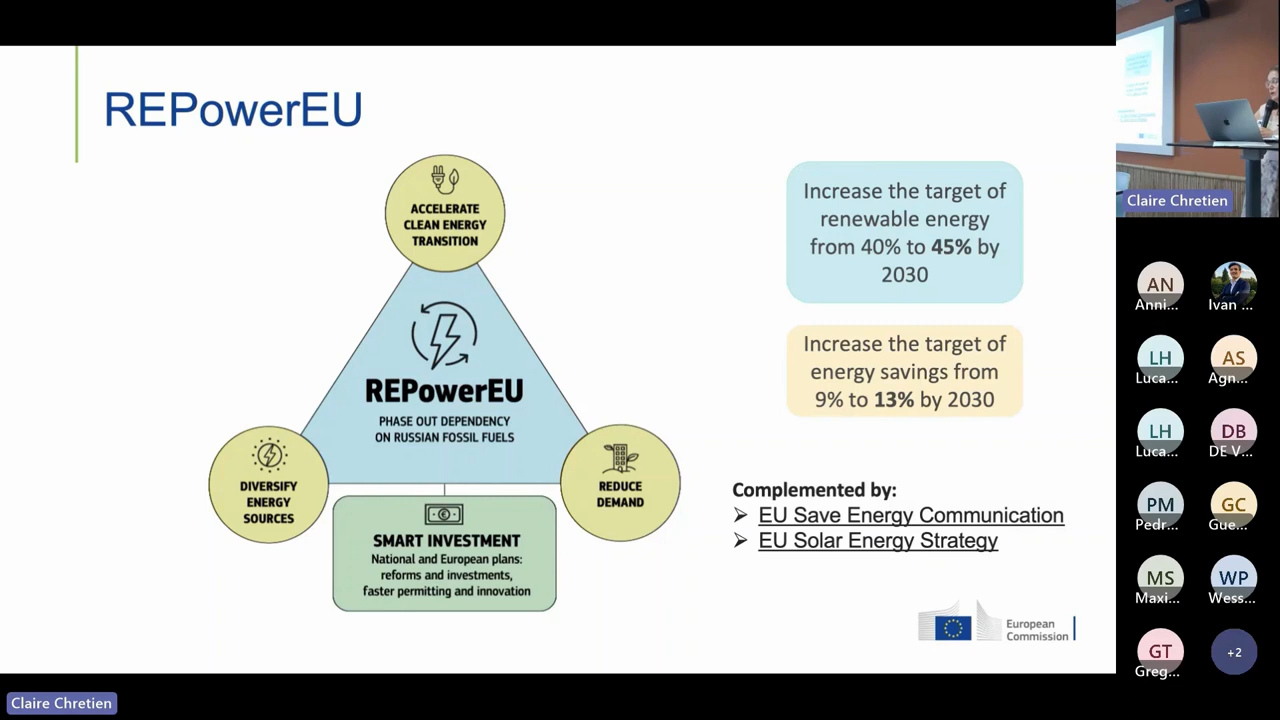 REPowerEU
ACCELERATE
CLEAN ENERGY
TRANSITION
REPowerEU
PHASE OUT DEPENDENCY
ON RUSSIAN FOSSIL FUELS
DIVERSIFY
ENERGY
SOURCES
REDUCE
DEMAND
SMART INVESTMENT
National and European plans:
reforms and investments,
faster permitting and innovation
Increase the target of
renewable energy
from 40% to 45% by
2030
Increase the target of
energy savings from
9% to 13% by 2030
Complemented by:
➢ EU Save Energy Communication
➢ EU Solar Energy Strategy
European
Commission
Claire Chretien
AN
Anni...
Ivan ...
LH
Luca...
AS
Agn...
LH
Luca...
DB
DE V...
PM
Pedr...
GC
Gue...
MS
Maxi...
WP
Wess...
GT
Greg...
+2
Claire Chretien